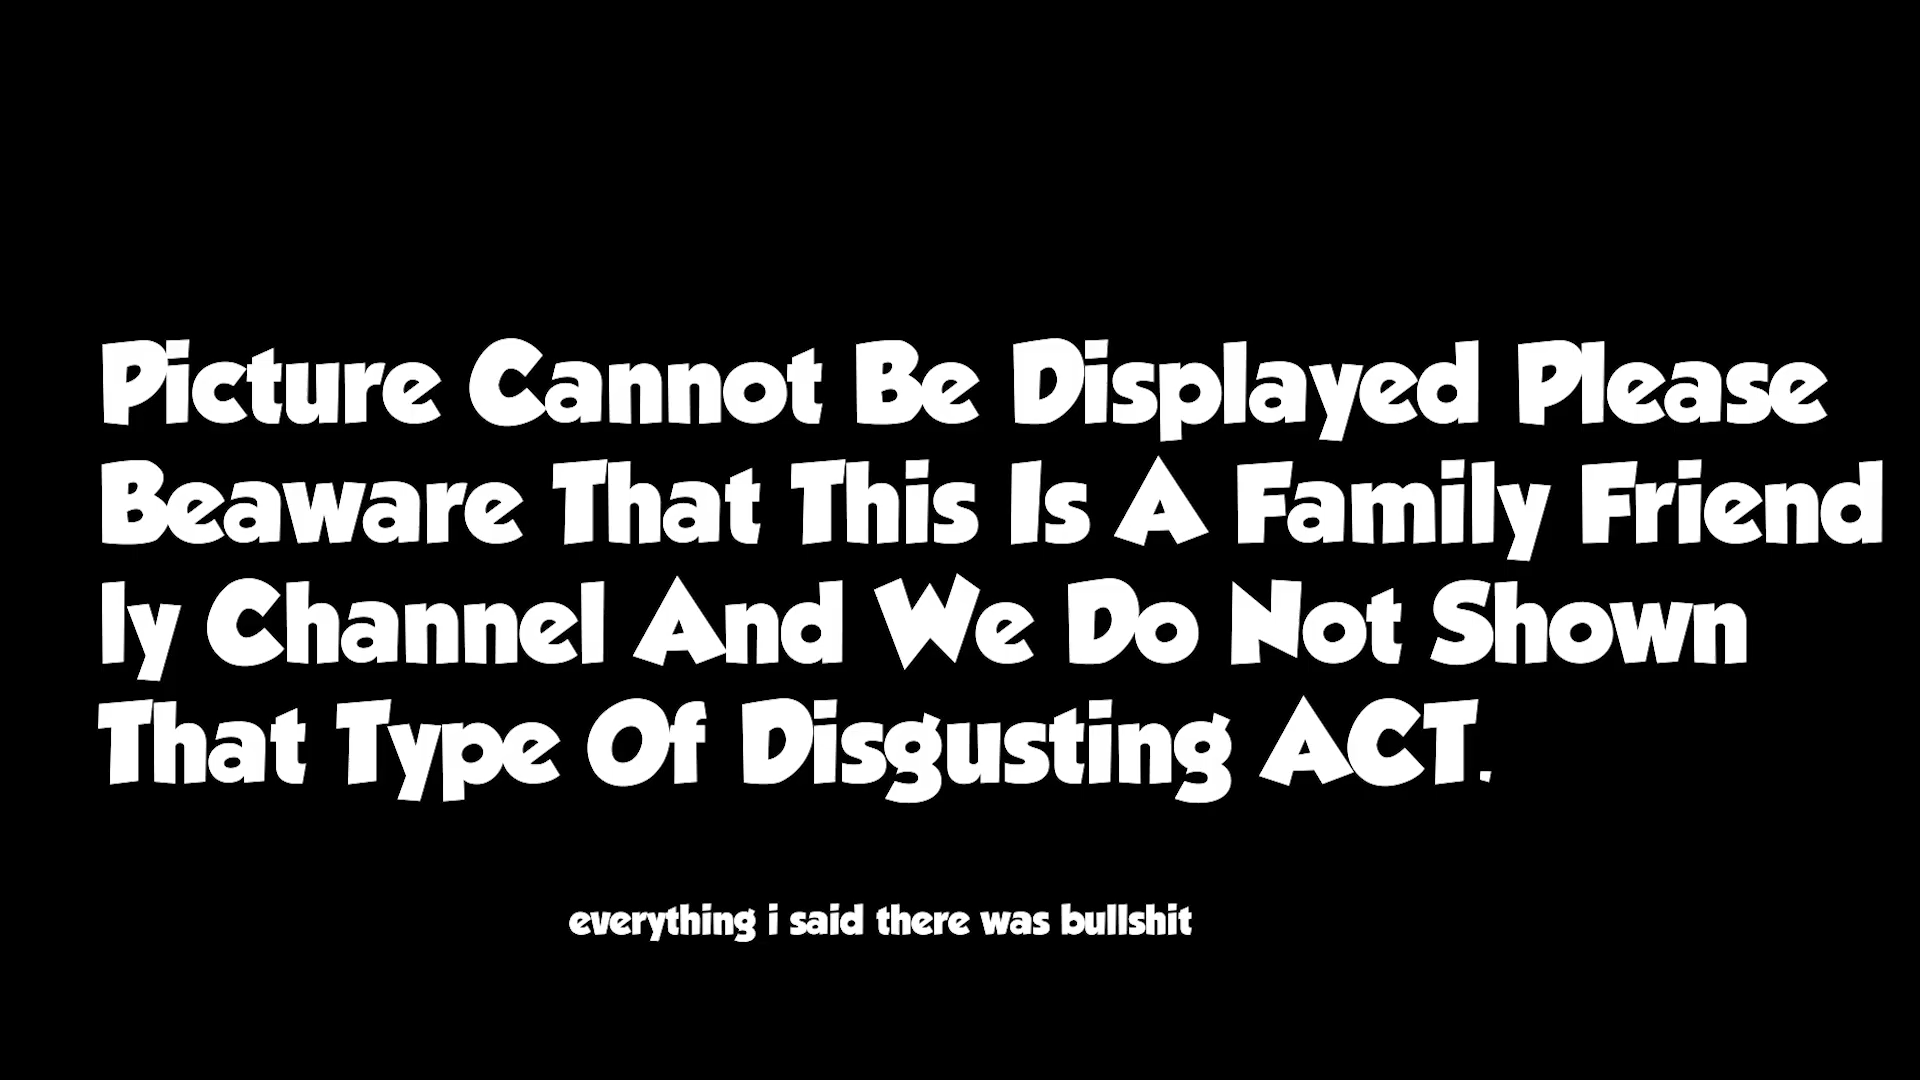 Picture Cannot Be Displayed Please
Beaware That This Is A Family Friend
ly Channel And We Do Not Shown
That Type Of Disgusting ACT.
everything i said there was bullshit